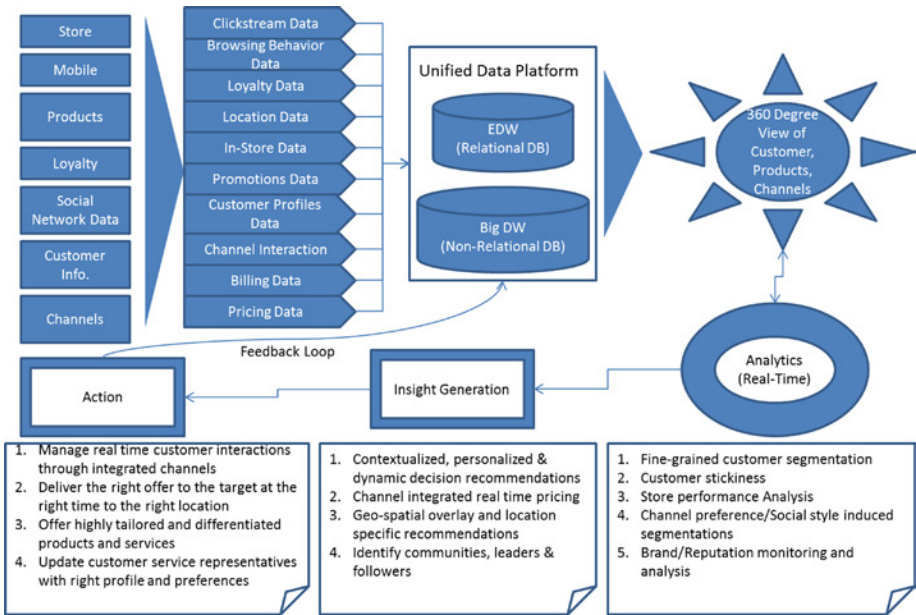 Store
Mobile
Products
Loyalty
Social
Network Data
Customer
Info.
Channels
Clickstream Data
Browsing Behavior
Data
Loyalty Data
Location Data
In-Store Data
Promotions Data
Customer Profiles
Data
Channel Interaction
Billing Data
Pricing Data
Unified Data Platform
EDW
(Relational DB)
Big DW
(Non-Relational DB)
360 Degree
View of
Customer,
Products,
Channels
Feedback Loop
Action
Insight Generation
Analytics
(Real-Time)
1. Manage real time customer interactions
through integrated channels
2. Deliver the right offer to the target at the
right time to the right location
3. Offer highly tailored and differentiated
products and services
4. Update customer service representatives
with right profile and preferences
1. Contextualized, personalized &
dynamic decision recommendations
2. Channel integrated real time pricing
3. Geo-spatial overlay and location
specific recommendations
4. Identify communities, leaders &
followers
1. Fine-grained customer segmentation
2. Customer stickiness
3. Store performance Analysis
4. Channel preference/Social style induced
segmentations
5. Brand/Reputation monitoring and
analysis